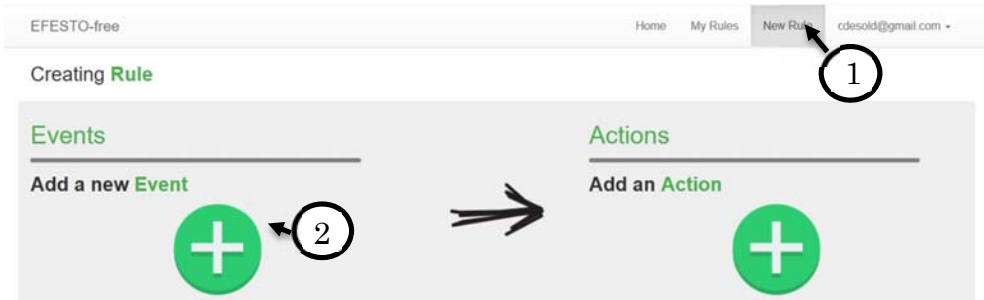 EFESTO-free Home My Rules New Rule cdesold@gmail.com
1
Creating Rule
Events Actions
Add a new Event Add an Action
2